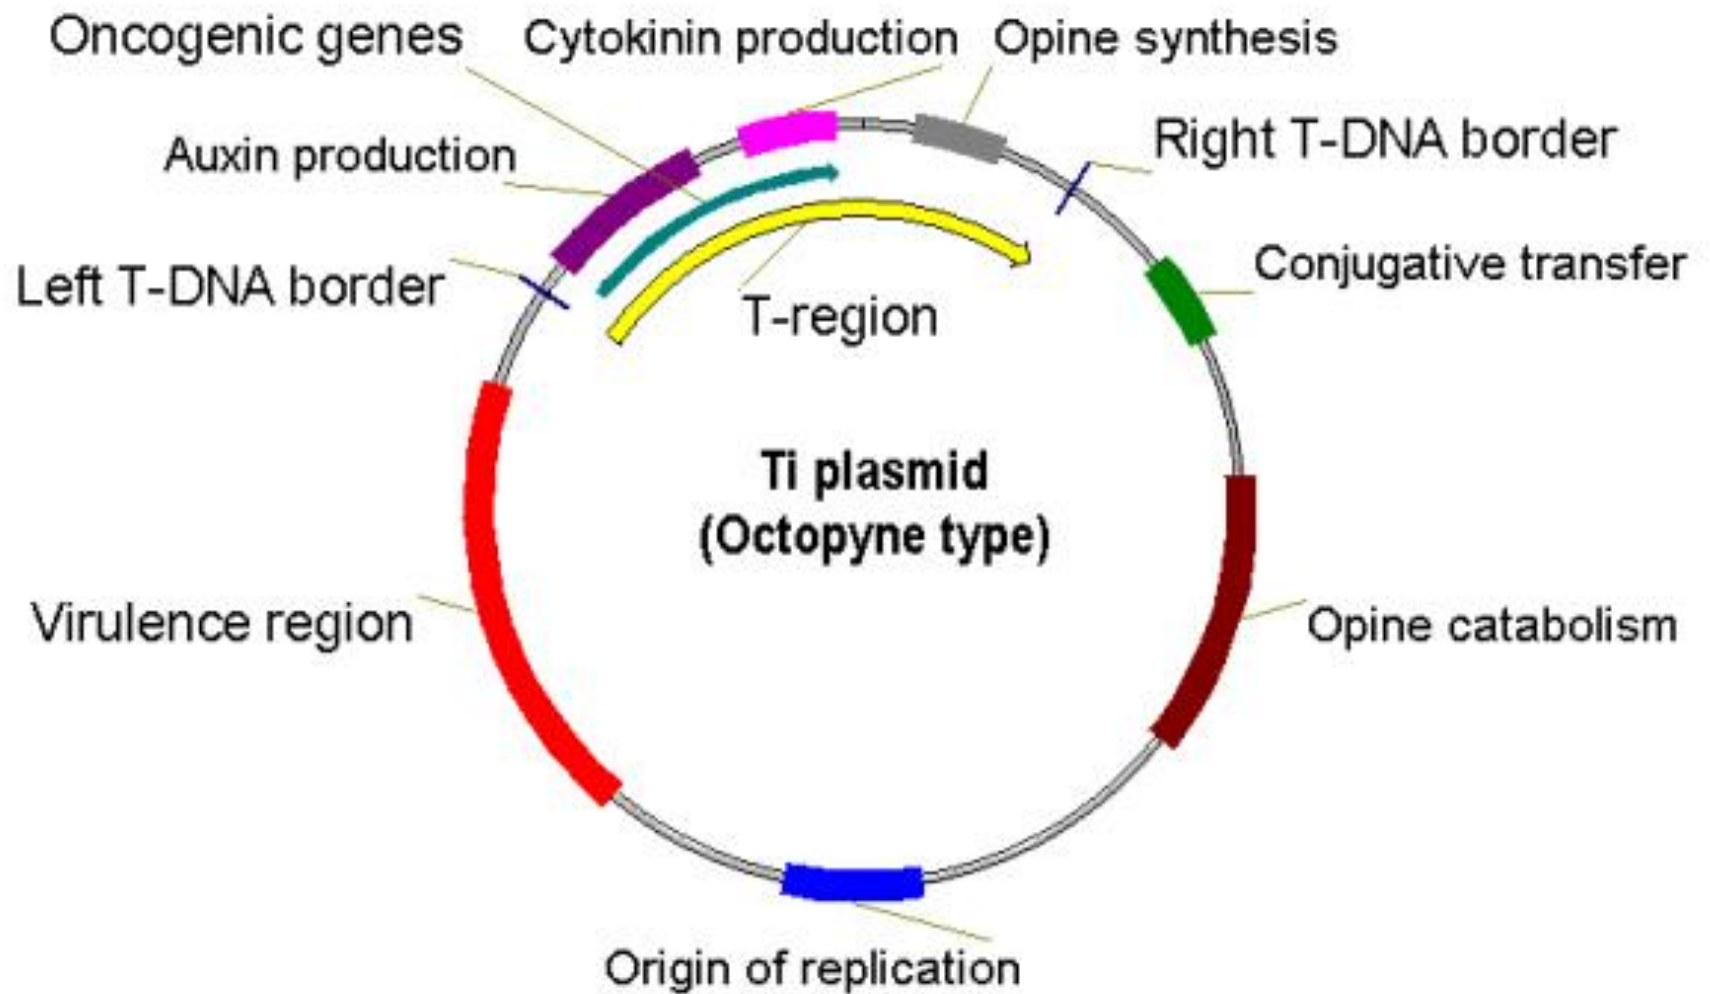 Oncogenic genes
Cytokinin production
Opine synthesis
Auxin production
Right T-DNA border
Left T-DNA border
Conjugative transfer
T-region
Ti plasmid
(Octopyne type)
Virulence region
Opine catabolism
Origin of replication